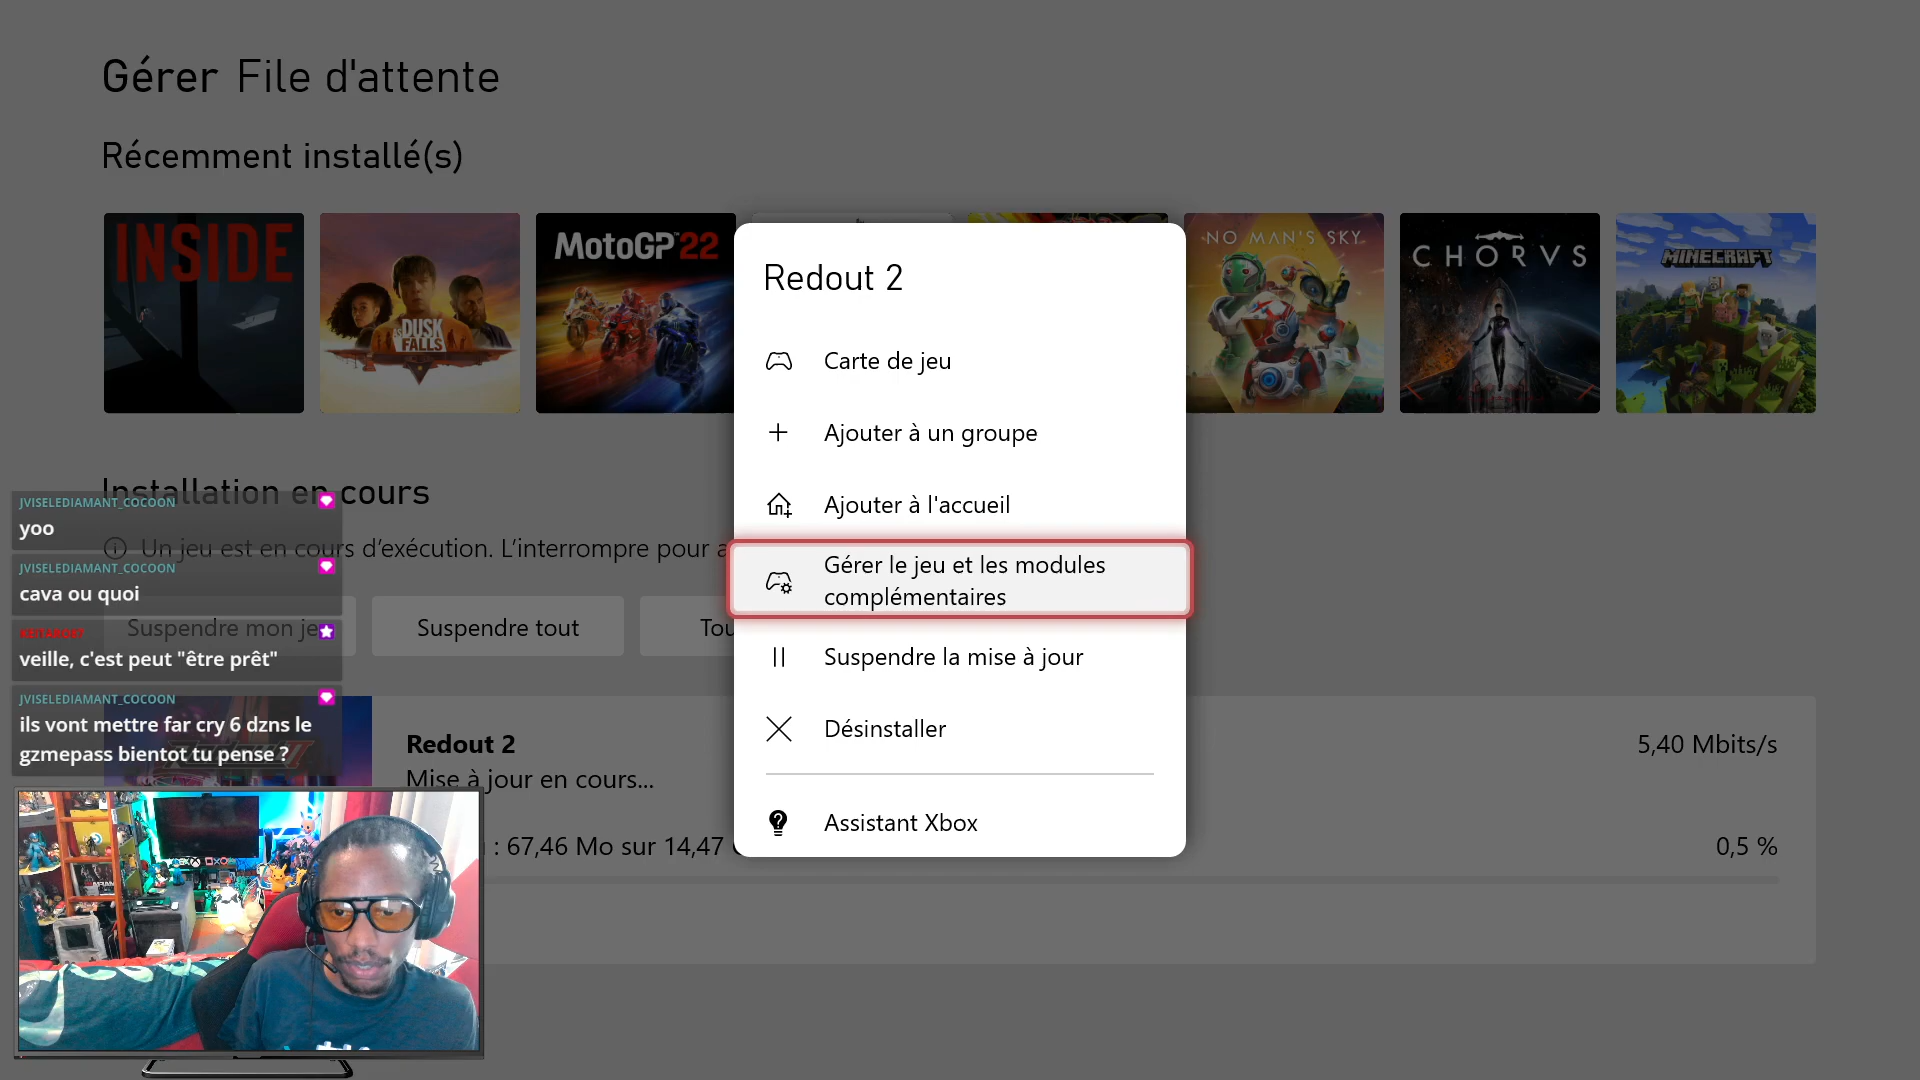 Gérer File d'attente
Récemment installé(s)
INSIDE
AS DUSK
FALLS
MotoGP™22
NO MAN'S SKY
CHORVS
MINECRAFT
Redout 2
Carte de jeu
Ajouter à un groupe
Ajouter à l'accueil
Gérer le jeu et les modules
complémentaires
Suspendre la mise à jour
Désinstaller
Assistant Xbox
Installation en cours
Un jeu est en cours d’exécution. L’interrompre pour a
Suspendre mon je
Suspendre tout
Tou
JVISELEDIAMANT_COCOON
yoo
JVISELEDIAMANT_COCOON
cava ou quoi
veille, c'est peut "être prêt"
JVISELEDIAMANT_COCOON
ils vont mettre far cry 6 dzns le
gzmepass bientot tu pense ?
Redout 2
Mise à jour en cours...
5,40 Mbits/s
: 67,46 Mo sur 14,47
0,5 %